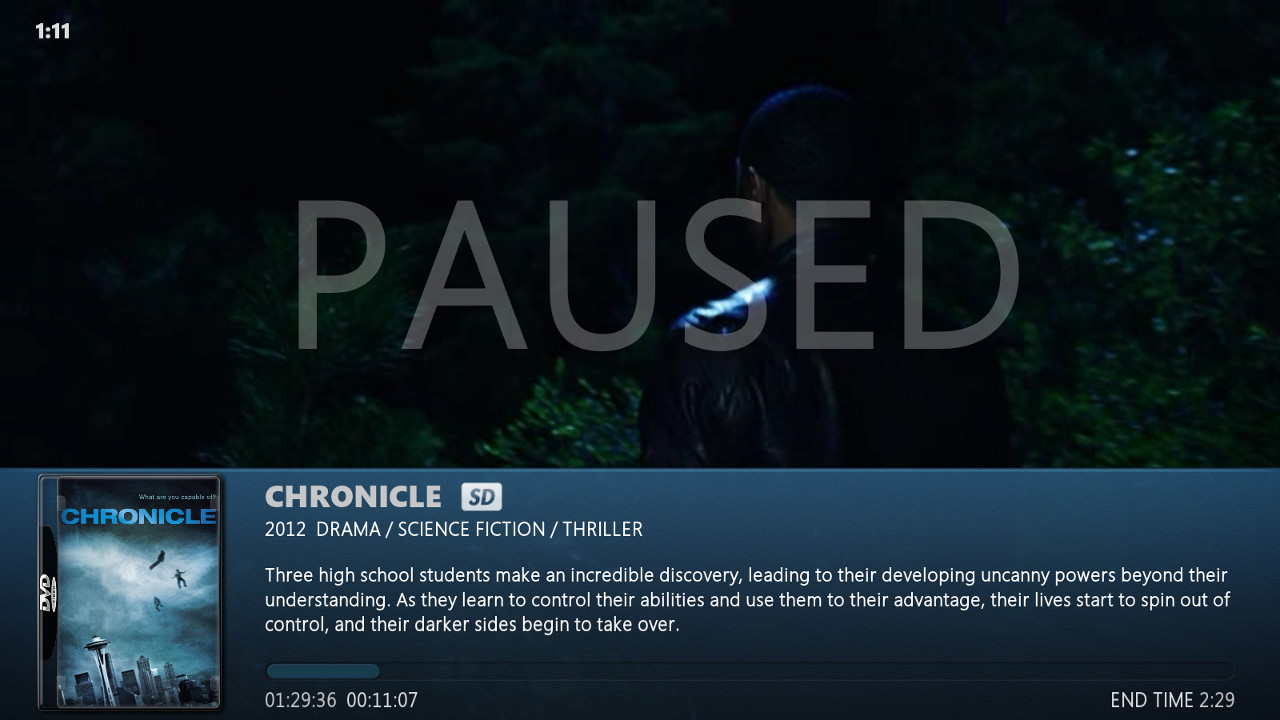 1:11
PAUSED
What are you capable of?
CHRONICLE
DVD
CHRONICLE SD
2012 DRAMA / SCIENCE FICTION / THRILLER
Three high school students make an incredible discovery, leading to their developing uncanny powers beyond their
understanding. As they learn to control their abilities and use them to their advantage, their lives start to spin out of
control, and their darker sides begin to take over.
01:29:36 00:11:07
END TIME 2:29